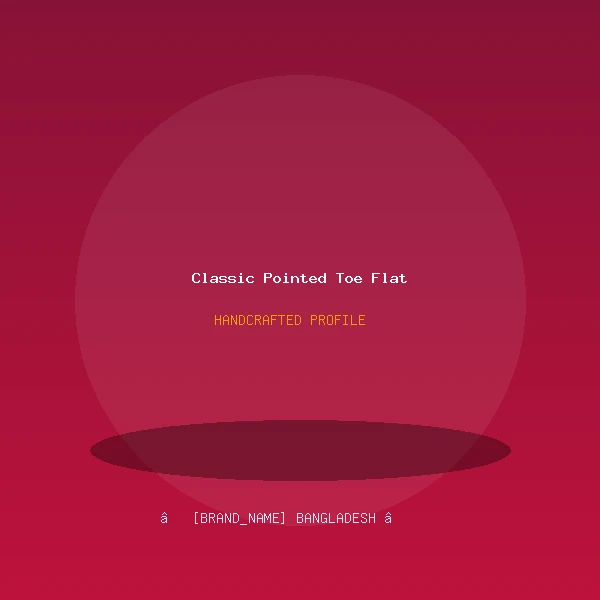 Classic Pointed Toe Flat
HANDCRAFTED PROFILE
â [BRAND_NAME] BANGLADESH â